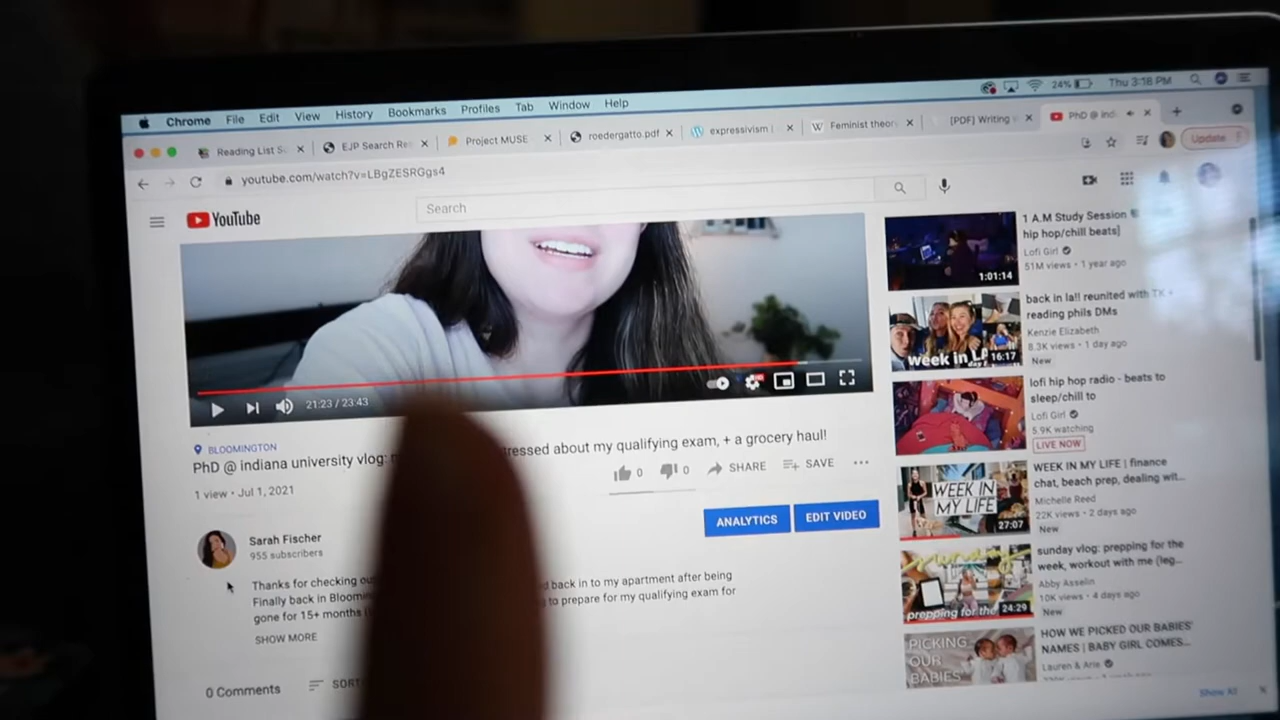 Chrome File Edit View History Bookmarks Profiles Tab Window Help
24% Thu 3:18 PM
Reading List
EJP Search Re
Project MUSE
roedergatto.pdf
expressivism
Feminist theor
[PDF] Writing
PhD @ ind
youtube.com/watch?v=LBgZESRGgs4
Update
YouTube
Search
21:23 / 23:43
BLOOMINGTON
PhD @ indiana university vlog: tressed about my qualifying exam, + a grocery haul!
1 view • Jul 1, 2021
0 0 SHARE SAVE
ANALYTICS EDIT VIDEO
Sarah Fischer
955 subscribers
Thanks for checking ou d back in to my apartment after being
Finally back in Bloomin g to prepare for my qualifying exam for
gone for 15+ months
SHOW MORE
0 Comments SORT
1 A.M Study Session
hip hop/chill beats]
Lofi Girl
51M views • 1 year ago
1:01:14
back in la!! reunited with TK +
reading phils DMs
Kenzie Elizabeth
8.3K views • 1 day ago
New
week in LA
16:17
lofi hip hop radio - beats to
sleep/chill to
Lofi Girl
5.9K watching
LIVE NOW
WEEK IN MY LIFE | finance
chat, beach prep, dealing wit...
Michelle Reed
22K views • 2 days ago
New
WEEK IN
MY LIFE
27:07
sunday vlog: prepping for the
week, workout with me (leg...
Abby Asselin
10K views • 4 days ago
New
sunday
prepping for the
24:29
HOW WE PICKED OUR BABIES'
NAMES | BABY GIRL COMES...
Lauren & Arie
PICKING
OUR
BABIES
Show All